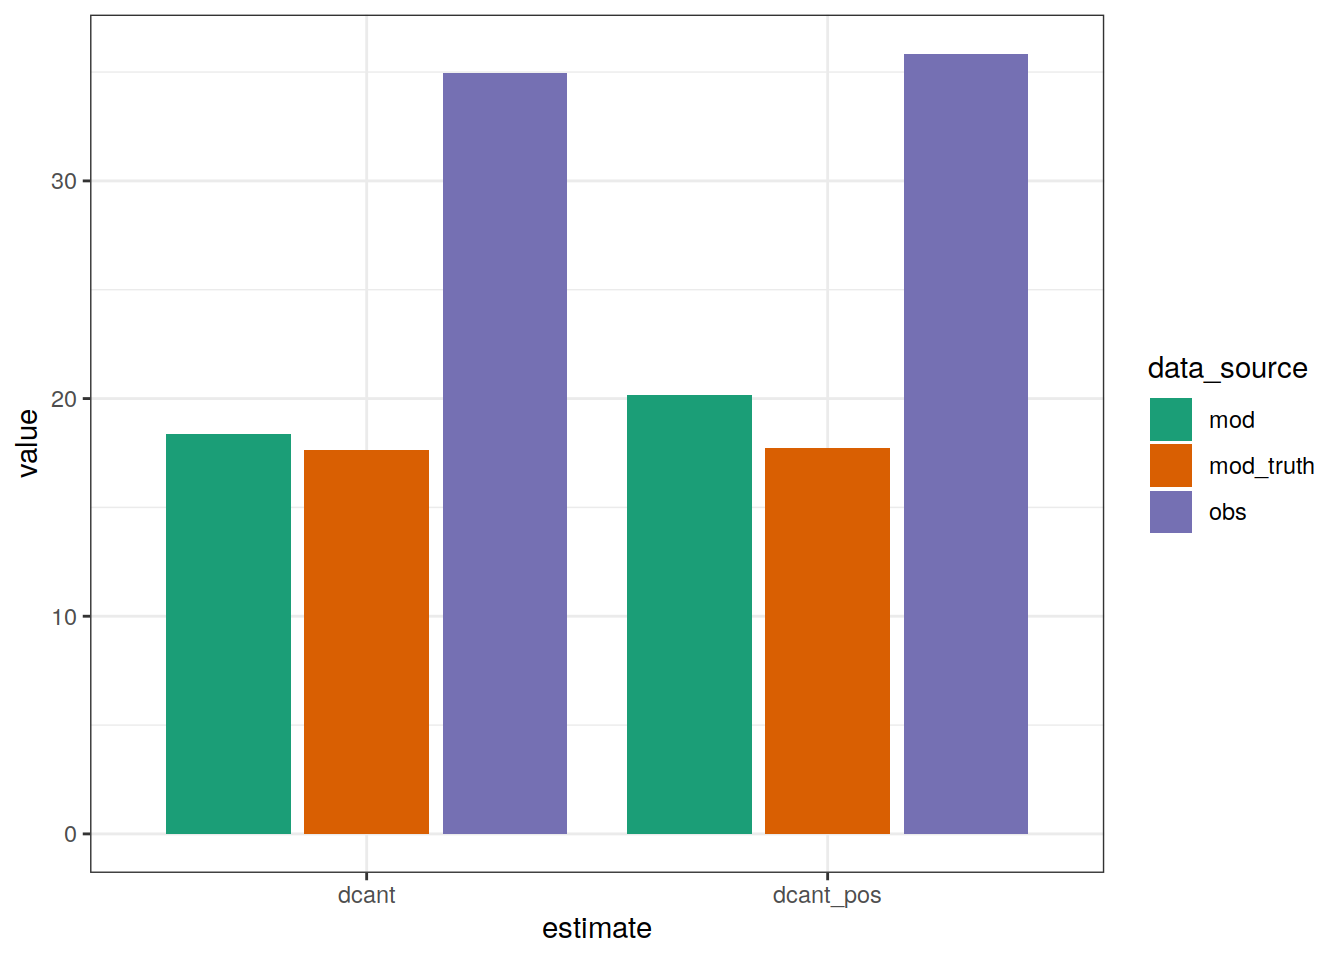 value
30
20
10
0
dcant
dcant_pos
estimate
data_source
mod
mod_truth
obs